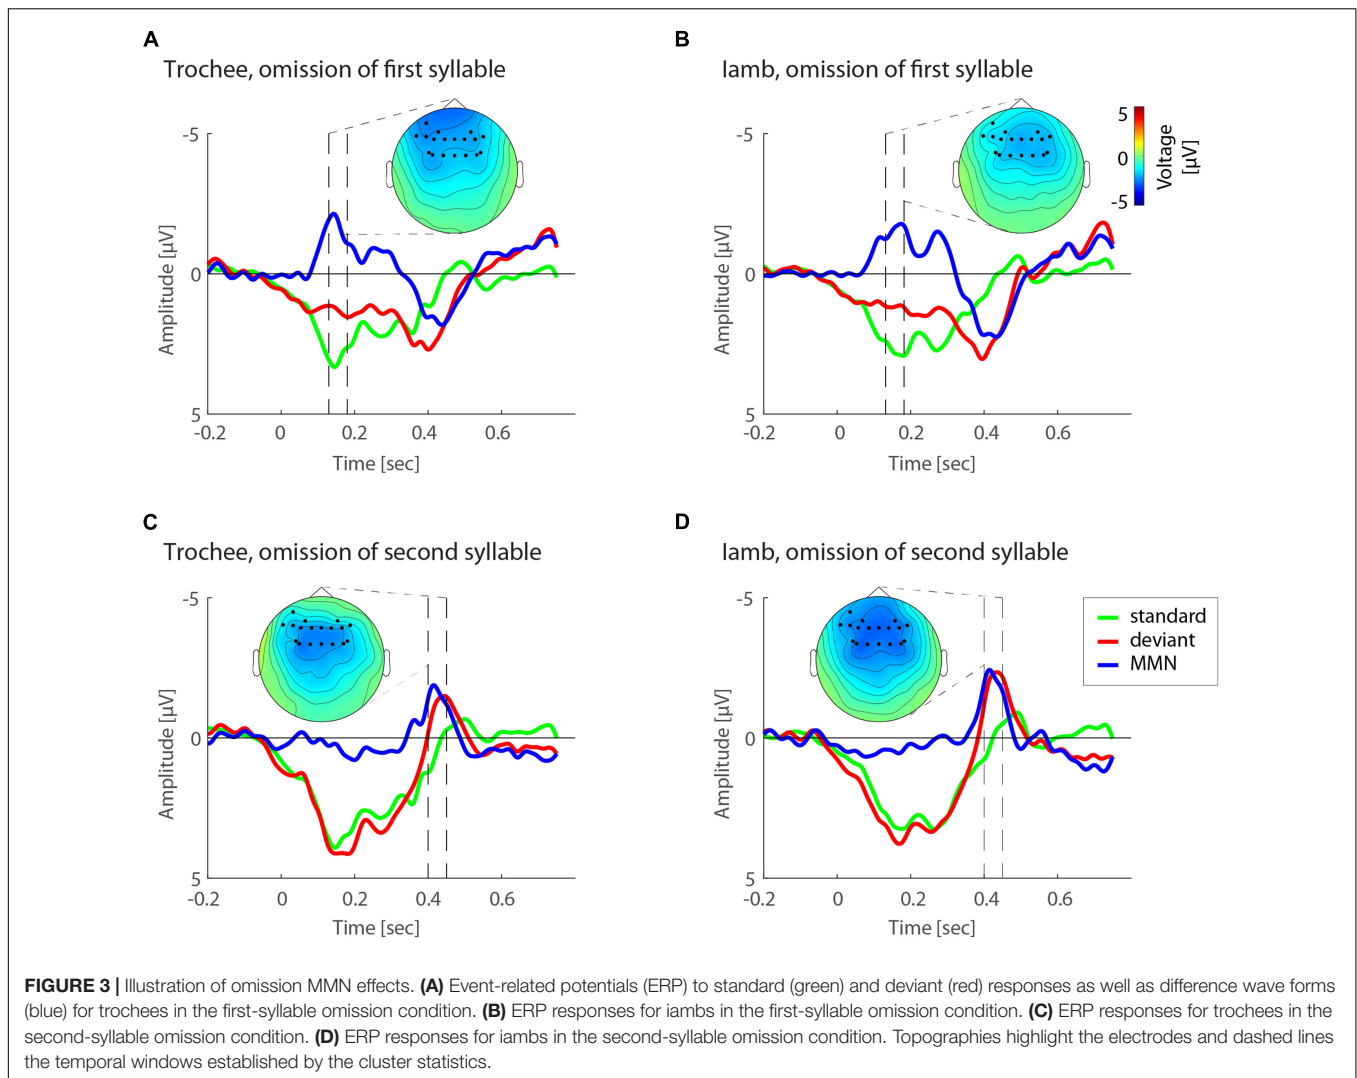 A
Trochee, omission of first syllable
-5
0
5
Amplitude [µV]
-0.2 0 0.2 0.4 0.6
Time [sec]
B
Iamb, omission of first syllable
-5
0
5
Amplitude [µV]
-0.2 0 0.2 0.4 0.6
Time [sec]
5
0
-5
Voltage
[µV]
C
Trochee, omission of second syllable
-5
0
5
Amplitude [µV]
-0.2 0 0.2 0.4 0.6
Time [sec]
D
Iamb, omission of second syllable
-5
0
5
Amplitude [µV]
-0.2 0 0.2 0.4 0.6
Time [sec]
standard
deviant
MMN
FIGURE 3 | Illustration of omission MMN effects. (A) Event-related potentials (ERP) to standard (green) and deviant (red) responses as well as difference wave forms
(blue) for trochees in the first-syllable omission condition. (B) ERP responses for iambs in the first-syllable omission condition. (C) ERP responses for trochees in the
second-syllable omission condition. (D) ERP responses for iambs in the second-syllable omission condition. Topographies highlight the electrodes and dashed lines
the temporal windows established by the cluster statistics.